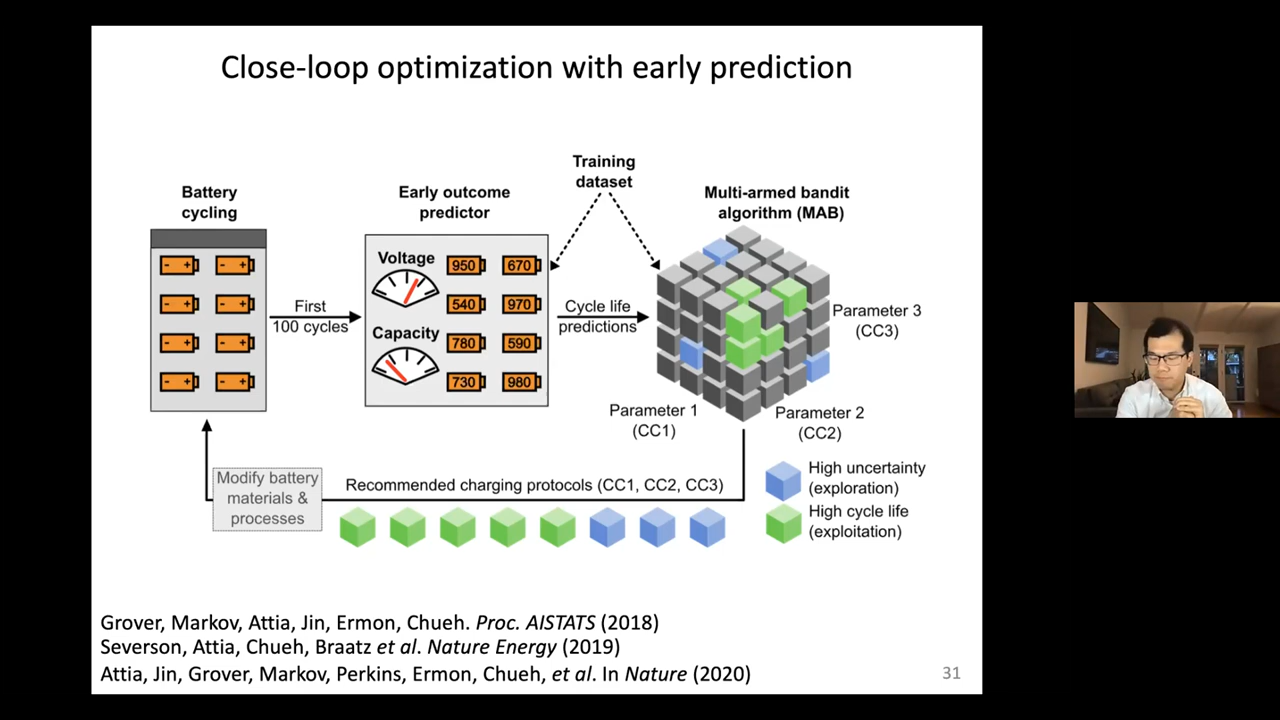 Close-loop optimization with early prediction
Training
dataset
Battery
cycling
Early outcome
predictor
Multi-armed bandit
algorithm (MAB)
Voltage
Capacity
950
670
540
970
780
590
730
980
First
100 cycles
Cycle life
predictions
Parameter 3
(CC3)
Parameter 1
(CC1)
Parameter 2
(CC2)
Modify battery
materials &
processes
Recommended charging protocols (CC1, CC2, CC3)
High uncertainty
(exploration)
High cycle life
(exploitation)
Grover, Markov, Attia, Jin, Ermon, Chueh. Proc. AISTATS (2018)
Severson, Attia, Chueh, Braatz et al. Nature Energy (2019)
Attia, Jin, Grover, Markov, Perkins, Ermon, Chueh, et al. In Nature (2020)
31